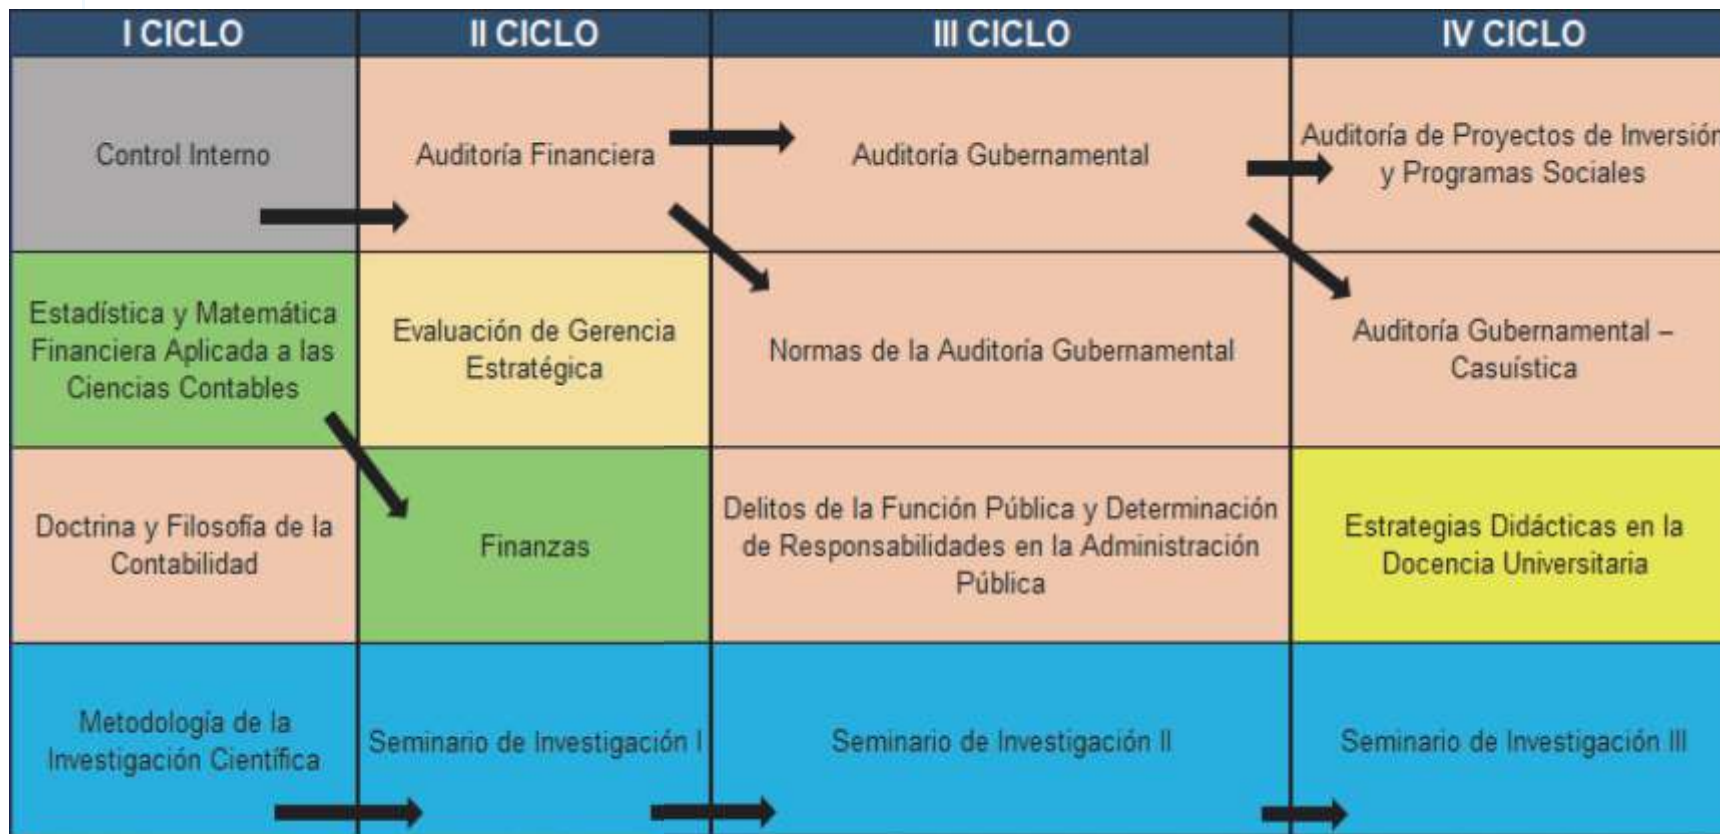 I CICLO
II CICLO
III CICLO
IV CICLO
Control Interno
Auditoría Financiera
Auditoría Gubernamental
Auditoría de Proyectos de Inversión
y Programas Sociales
Estadística y Matemática
Financiera Aplicada a las
Ciencias Contables
Evaluación de Gerencia
Estratégica
Normas de la Auditoría Gubernamental
Auditoría Gubernamental –
Casuística
Doctrina y Filosofía de la
Contabilidad
Finanzas
Delitos de la Función Pública y Determinación
de Responsabilidades en la Administración
Pública
Estrategias Didácticas en la
Docencia Universitaria
Metodología de la
Investigación Científica
Seminario de Investigación I
Seminario de Investigación II
Seminario de Investigación III